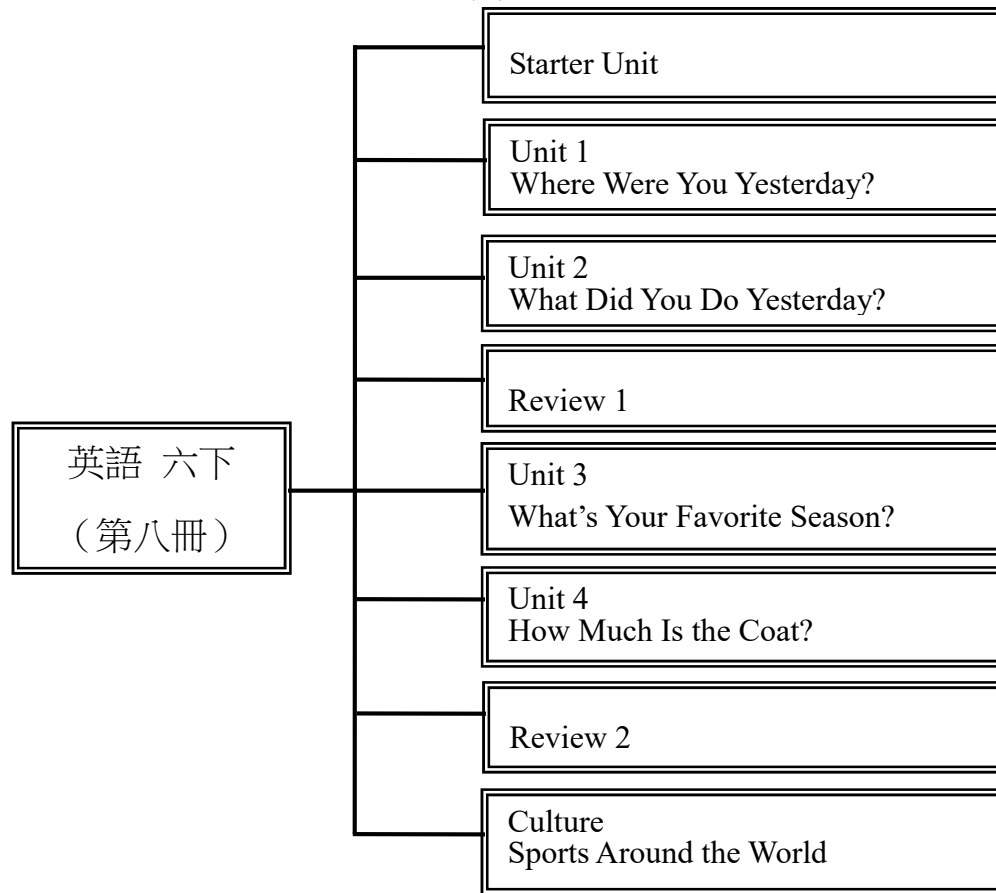 Starter Unit
Unit 1
Where Were You Yesterday?
Unit 2
What Did You Do Yesterday?
Review 1
英語 六下
（第八冊）
Unit 3
What’s Your Favorite Season?
Unit 4
How Much Is the Coat?
Review 2
Culture
Sports Around the World